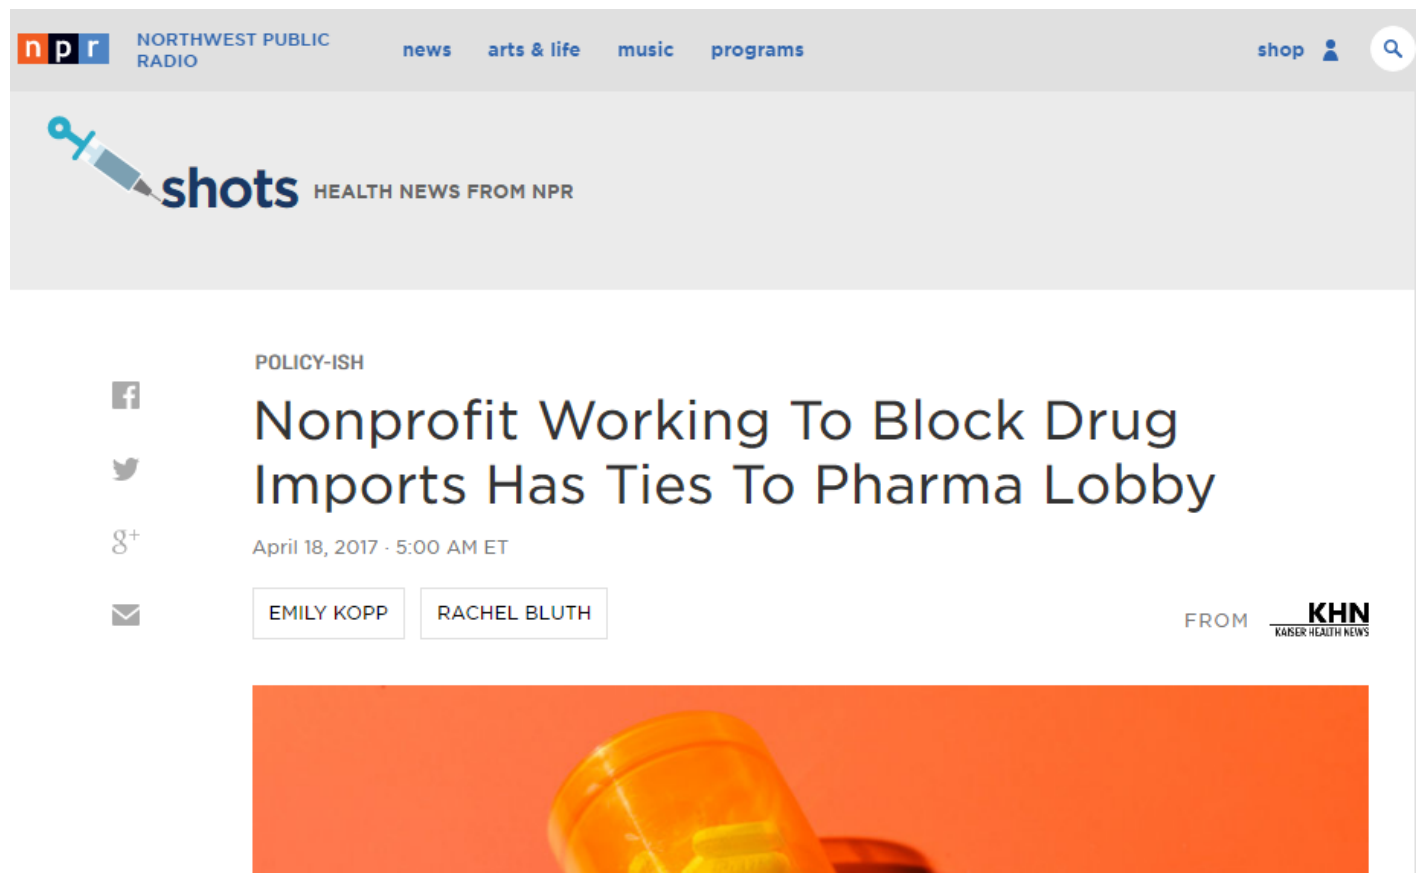 npr
NORTHWEST PUBLIC
RADIO
news arts & life music programs
shop
shots HEALTH NEWS FROM NPR
POLICY-ISH
Nonprofit Working To Block Drug
Imports Has Ties To Pharma Lobby
April 18, 2017 · 5:00 AM ET
EMILY KOPP RACHEL BLUTH
FROM KHN
KAISER HEALTH NEWS
f
g+